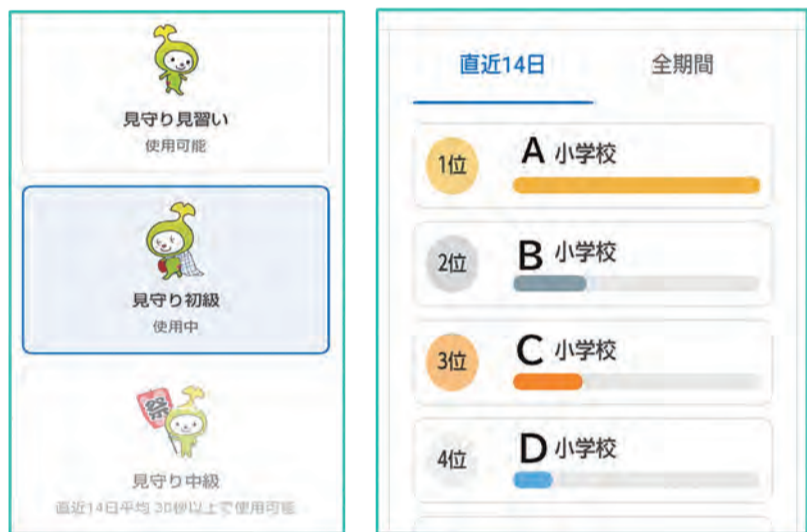 見守り見習い
使用可能
見守り初級
使用中
祭
見守り中級
直近14日平均 30秒以上で使用可能
直近14日
全期間
1位
A 小学校
2位
B 小学校
3位
C 小学校
4位
D 小学校